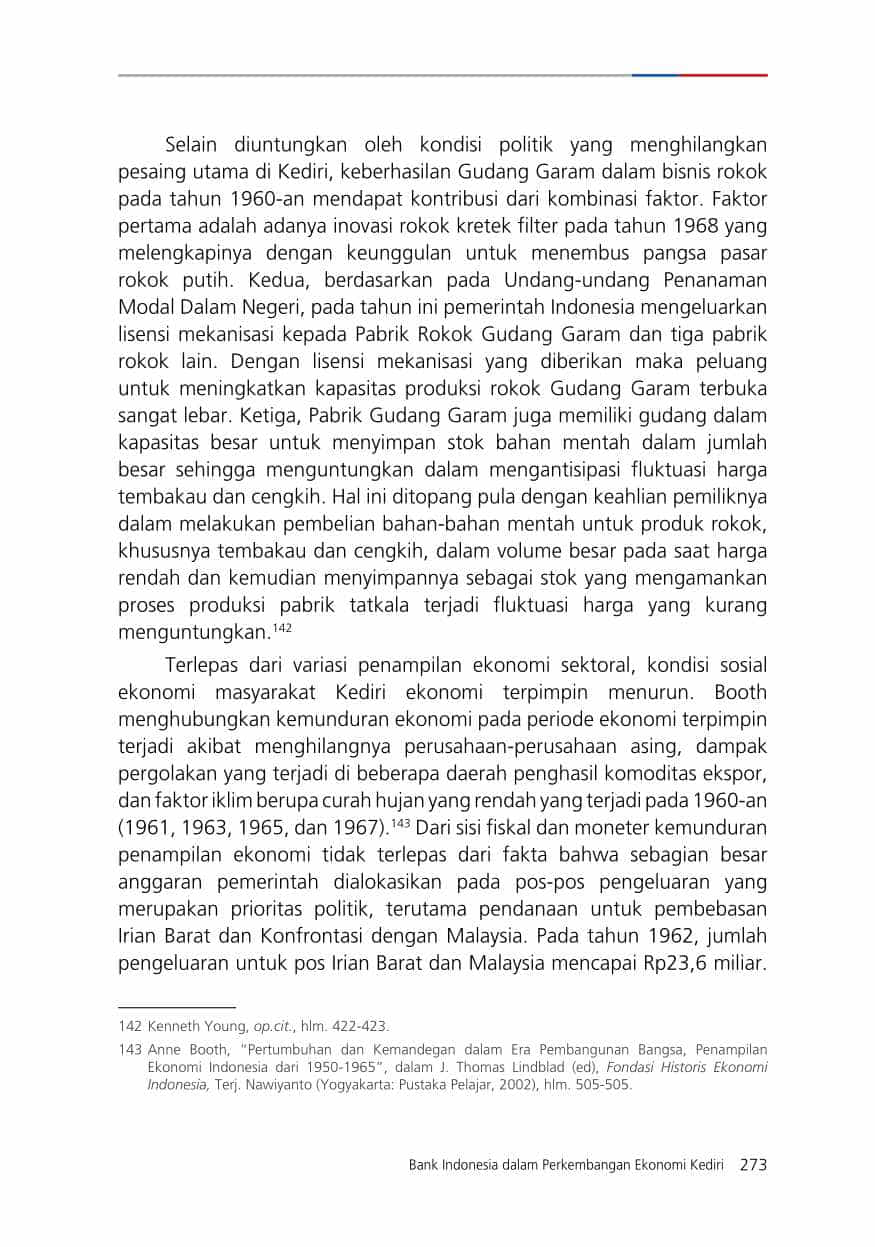 Selain diuntungkan oleh kondisi politik yang menghilangkan
pesaing utama di Kediri, keberhasilan Gudang Garam dalam bisnis rokok
pada tahun 1960-an mendapat kontribusi dari kombinasi faktor. Faktor
pertama adalah adanya inovasi rokok kretek filter pada tahun 1968 yang
melengkapinya dengan keunggulan untuk menembus pangsa pasar
rokok putih. Kedua, berdasarkan pada Undang-undang Penanaman
Modal Dalam Negeri, pada tahun ini pemerintah Indonesia mengeluarkan
lisensi mekanisasi kepada Pabrik Rokok Gudang Garam dan tiga pabrik
rokok lain. Dengan lisensi mekanisasi yang diberikan maka peluang
untuk meningkatkan kapasitas produksi rokok Gudang Garam terbuka
sangat lebar. Ketiga, Pabrik Gudang Garam juga memiliki gudang dalam
kapasitas besar untuk menyimpan stok bahan mentah dalam jumlah
besar sehingga menguntungkan dalam mengantisipasi fluktuasi harga
tembakau dan cengkih. Hal ini ditopang pula dengan keahlian pemiliknya
dalam melakukan pembelian bahan-bahan mentah untuk produk rokok,
khususnya tembakau dan cengkih, dalam volume besar pada saat harga
rendah dan kemudian menyimpannya sebagai stok yang mengamankan
proses produksi pabrik tatkala terjadi fluktuasi harga yang kurang
menguntungkan.142
Terlepas dari variasi penampilan ekonomi sektoral, kondisi sosial
ekonomi masyarakat Kediri ekonomi terpimpin menurun. Booth
menghubungkan kemunduran ekonomi pada periode ekonomi terpimpin
terjadi akibat menghilangnya perusahaan-perusahaan asing, dampak
pergolakan yang terjadi di beberapa daerah penghasil komoditas ekspor,
dan faktor iklim berupa curah hujan yang rendah yang terjadi pada 1960-an
(1961, 1963, 1965, dan 1967).143 Dari sisi fiskal dan moneter kemunduran
penampilan ekonomi tidak terlepas dari fakta bahwa sebagian besar
anggaran pemerintah dialokasikan pada pos-pos pengeluaran yang
merupakan prioritas politik, terutama pendanaan untuk pembebasan
Irian Barat dan Konfrontasi dengan Malaysia. Pada tahun 1962, jumlah
pengeluaran untuk pos Irian Barat dan Malaysia mencapai Rp23,6 miliar.
142 Kenneth Young, op.cit., hlm. 422-423.
143 Anne Booth, “Pertumbuhan dan Kemandegan dalam Era Pembangunan Bangsa, Penampilan
Ekonomi Indonesia dari 1950-1965”, dalam J. Thomas Lindblad (ed), Fondasi Historis Ekonomi
Indonesia, Terj. Nawiyanto (Yogyakarta: Pustaka Pelajar, 2002), hlm. 505-505.
Bank Indonesia dalam Perkembangan Ekonomi Kediri 273